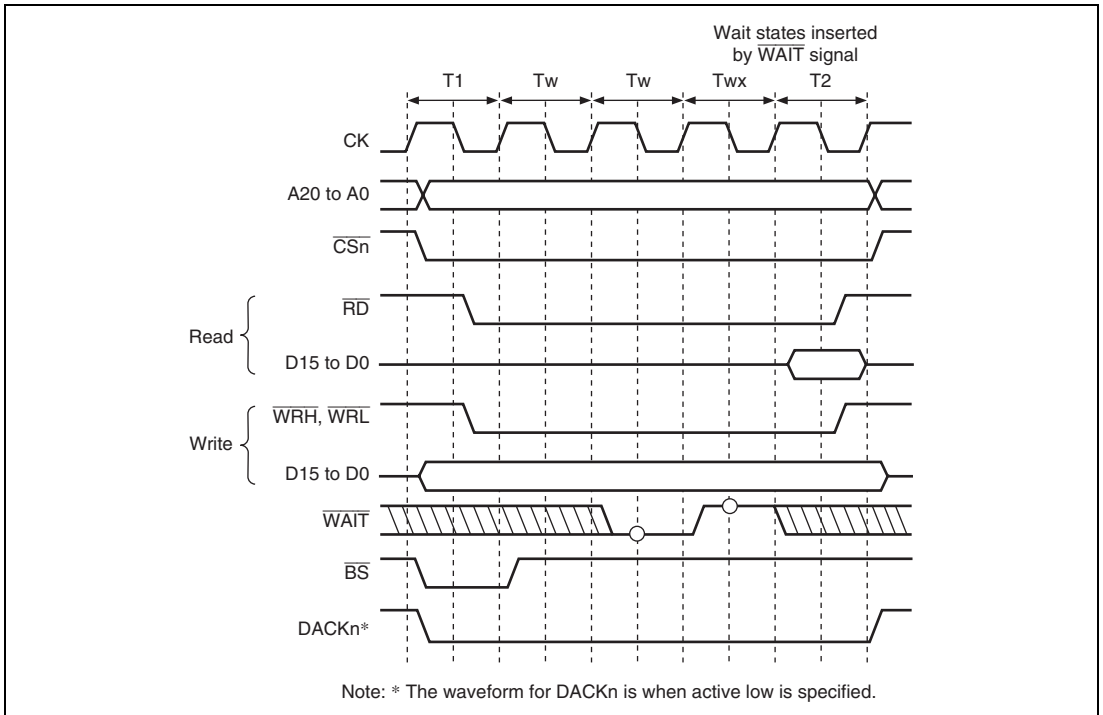 Wait states inserted
by WAIT signal
T1 Tw Tw Twx T2
CK
A20 to A0
CSn
RD
Read
D15 to D0
WRH, WRL
Write
D15 to D0
WAIT
BS
DACKn*
Note: * The waveform for DACKn is when active low is specified.